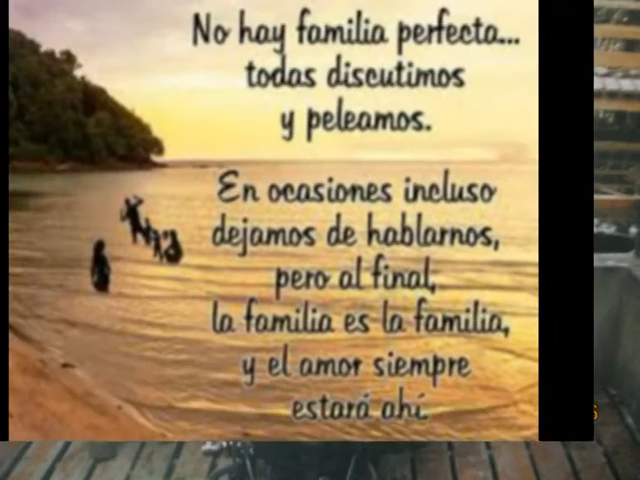 No hay familia perfecta...
todas discutimos
y peleamos.
En ocasiones incluso
dejamos de hablarnos,
pero al final,
la familia es la familia,
y el amor siempre
estará ahí.
6